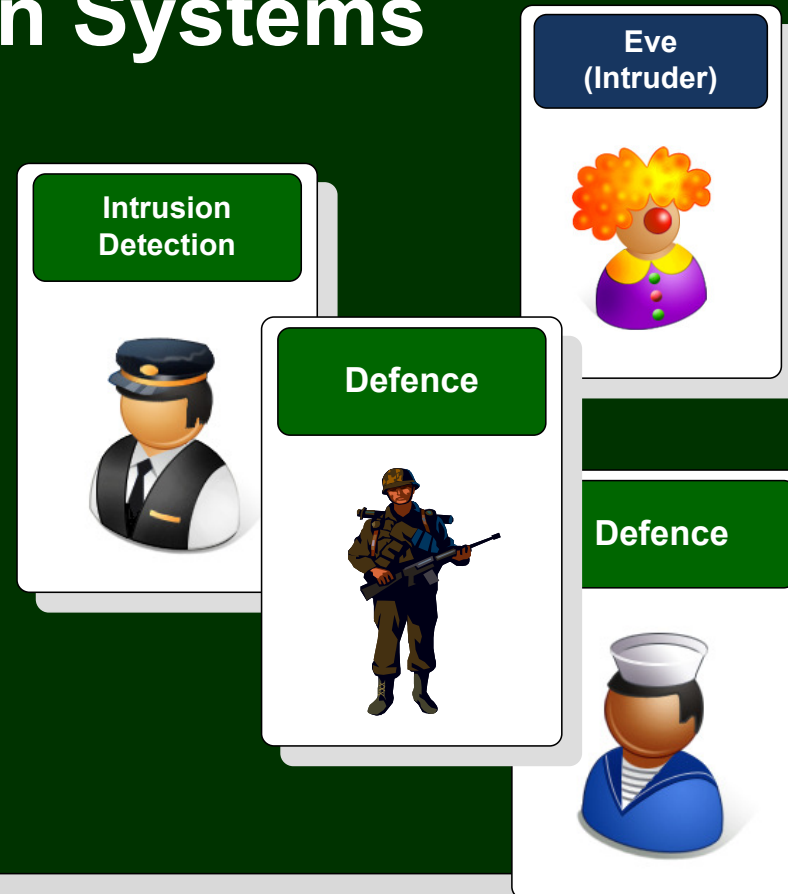 n Systems
Eve
(Intruder)
Intrusion
Detection
Defence
Defence